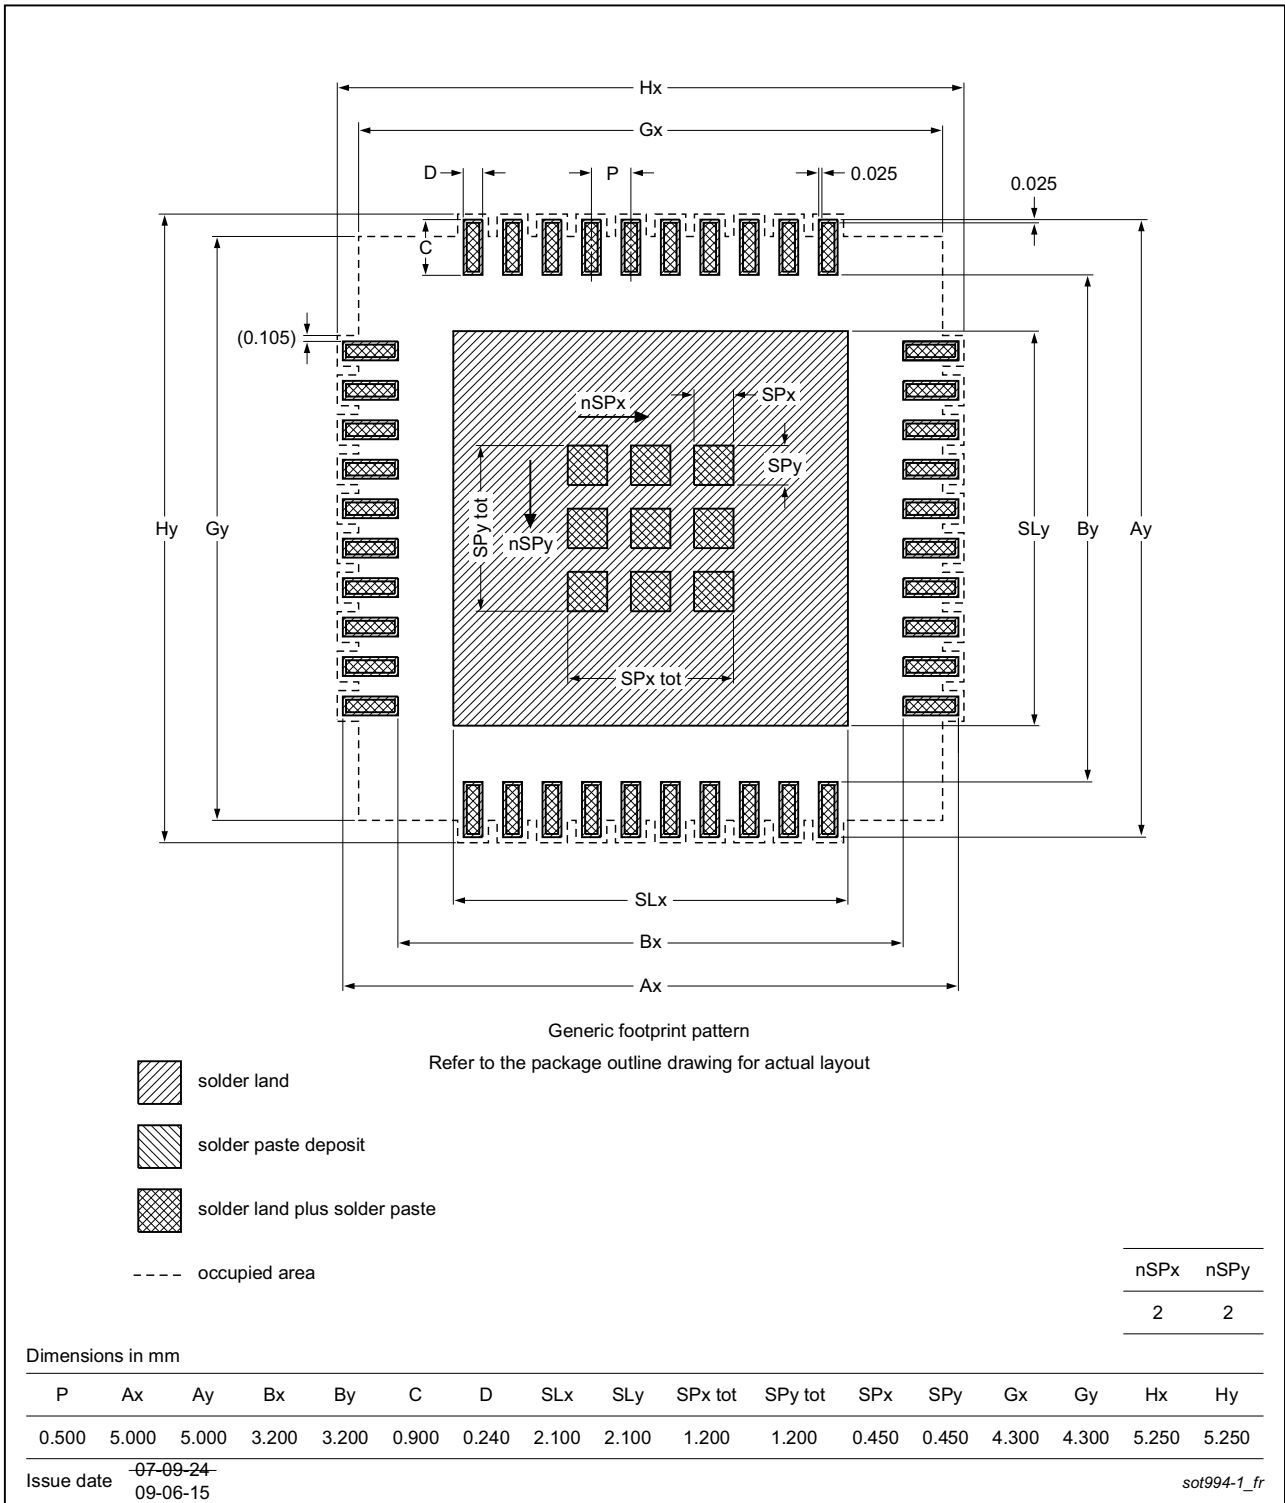 Hx
Gx
D
P
0.025
0.025
C
(0.105)
nSPx
SPx
SPy
SPy tot
nSPy
Hy
Gy
SLy
By
Ay
SPx tot
SLx
Bx
Ax
Generic footprint pattern
Refer to the package outline drawing for actual layout
solder land
solder paste deposit
solder land plus solder paste
occupied area
nSPx nSPy
2 2
Dimensions in mm
P Ax Ay Bx By C D SLx SLy SPx tot SPy tot SPx SPy Gx Gy Hx Hy
0.500 5.000 5.000 3.200 3.200 0.900 0.240 2.100 2.100 1.200 1.200 0.450 0.450 4.300 4.300 5.250 5.250
Issue date 07-09-24
09-06-15
sot994-1_fr